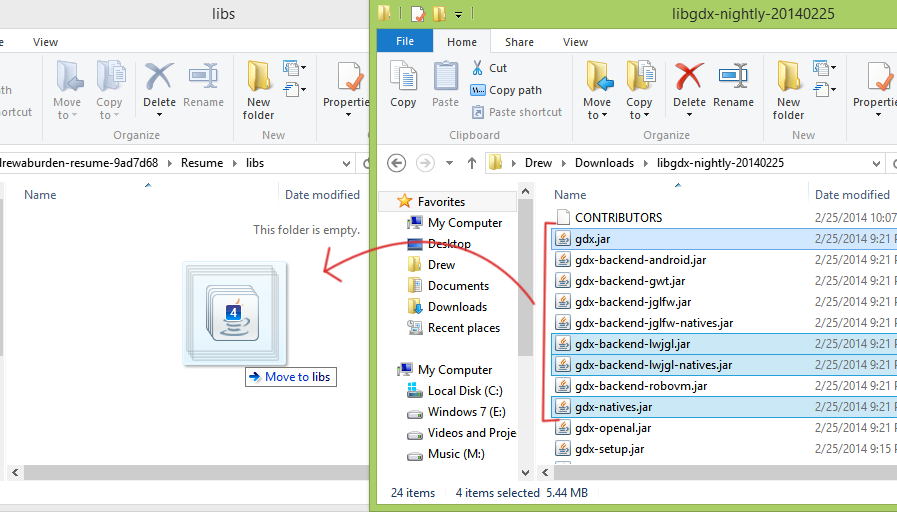 libs
View
Move to
Copy to
Delete
Rename
New folder
Properties
shortcut
Organize
New
drewaburden-resume-9ad7d68
Resume
libs
Name
Date modified
This folder is empty.
4
Move to libs
libgdx-nightly-20140225
File
Home
Share
View
Copy
Paste
Cut
Copy path
Paste shortcut
Move to
Copy to
Delete
Rename
New folder
Properties
Clipboard
Organize
New
Drew
Downloads
libgdx-nightly-20140225
Favorites
My Computer
Desktop
Drew
Documents
Downloads
Recent places
My Computer
Local Disk (C:)
Windows 7 (E:)
Videos and Proje
Music (M:)
Name
Date modified
CONTRIBUTORS 2/25/2014 10:07
gdx.jar 2/25/2014 9:21 P
gdx-backend-android.jar 2/25/2014 9:21 P
gdx-backend-gwt.jar 2/25/2014 9:21 P
gdx-backend-jglfw.jar 2/25/2014 9:21 P
gdx-backend-jglfw-natives.jar 2/25/2014 9:21 P
gdx-backend-lwjgl.jar 2/25/2014 9:21 P
gdx-backend-lwjgl-natives.jar 2/25/2014 9:21 P
gdx-backend-robovm.jar 2/25/2014 9:21 P
gdx-natives.jar 2/25/2014 9:21 P
gdx-openal.jar 2/25/2014 9:21 P
gdx-setup.jar 2/25/2014 9:15 P
24 items
4 items selected 5.44 MB